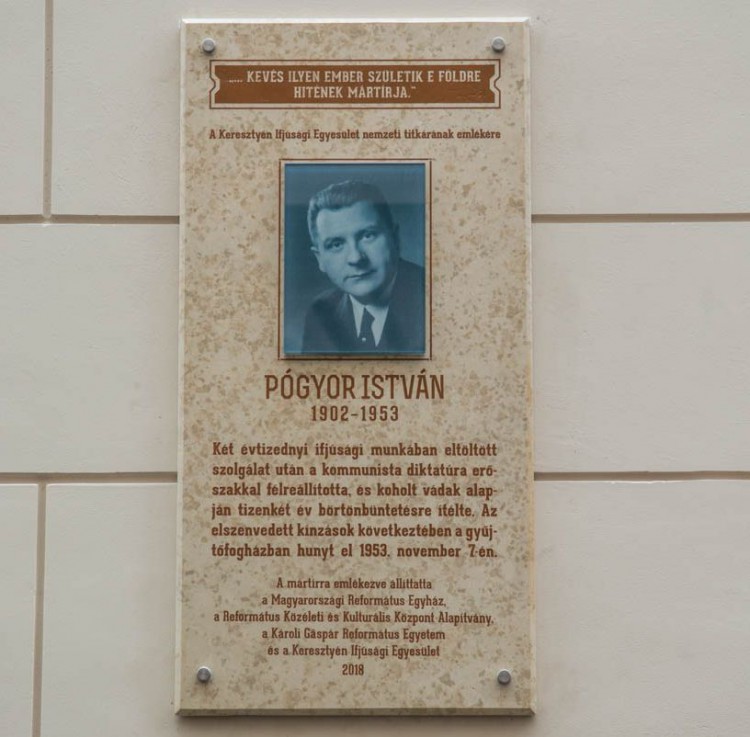 „... KEVÉS ILYEN EMBER SZÜLETIK E FÖLDRE
HITÉNEK MÁRTÍRJA.”
A Keresztyén Ifjúsági Egyesület nemzeti titkárának emlékére
PÓGYOR ISTVÁN
1902-1953
Két évtizednyi ifjúsági munkában eltöltött
szolgálat után a kommunista diktatúra erő-
szakkal félreállította, és koholt vádak alap-
ján tizenkét év börtönbüntetésre ítélte. Az
elszenvedett kínzások következtében a gyűj-
tőfogházban hunyt el 1953. november 7-én.
A mártírra emlékezve állíttatta
a Magyarországi Református Egyház,
a Református Közéleti és Kulturális Központ Alapítvány,
a Károli Gáspár Református Egyetem
és a Keresztyén Ifjúsági Egyesület
2018